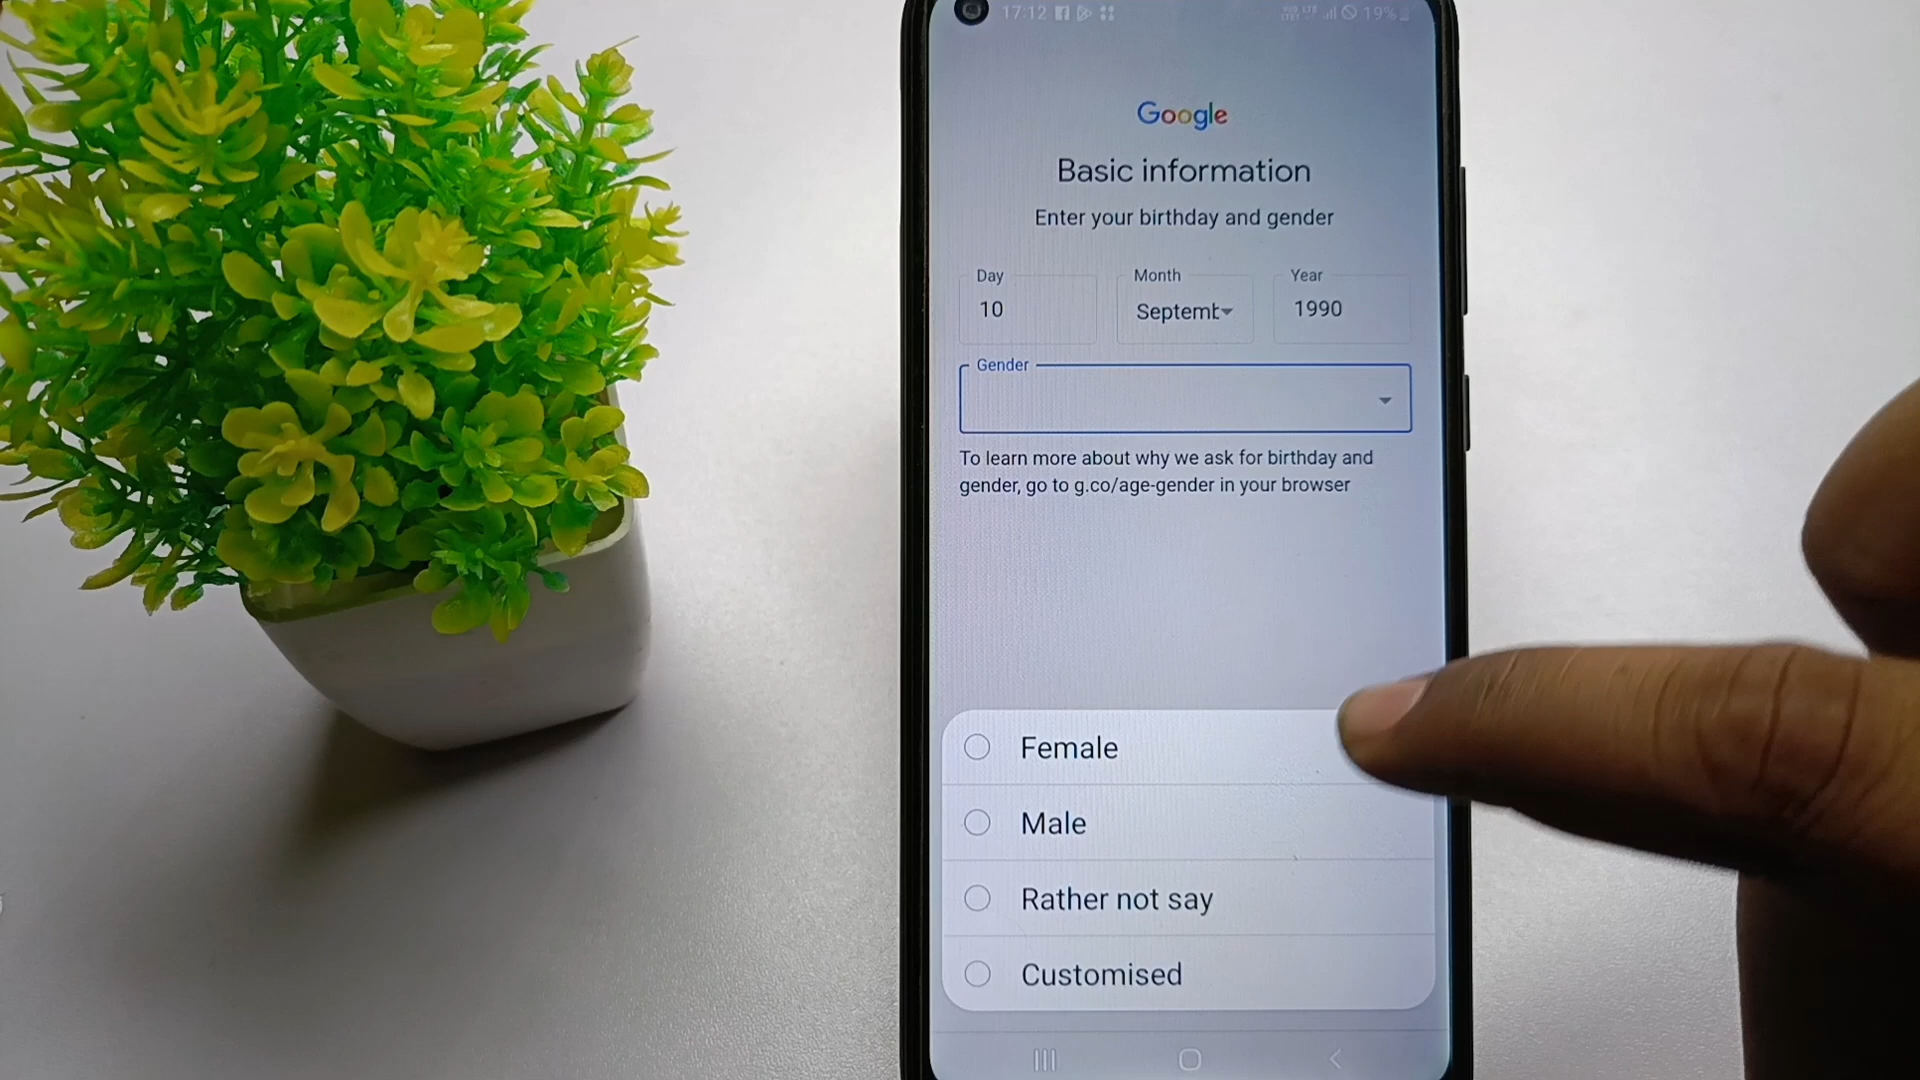 17:12 19%
Google
Basic information
Enter your birthday and gender
Day Month Year
10 Septemb 1990
Gender
To learn more about why we ask for birthday and
gender, go to g.co/age-gender in your browser
Female
Male
Rather not say
Customised